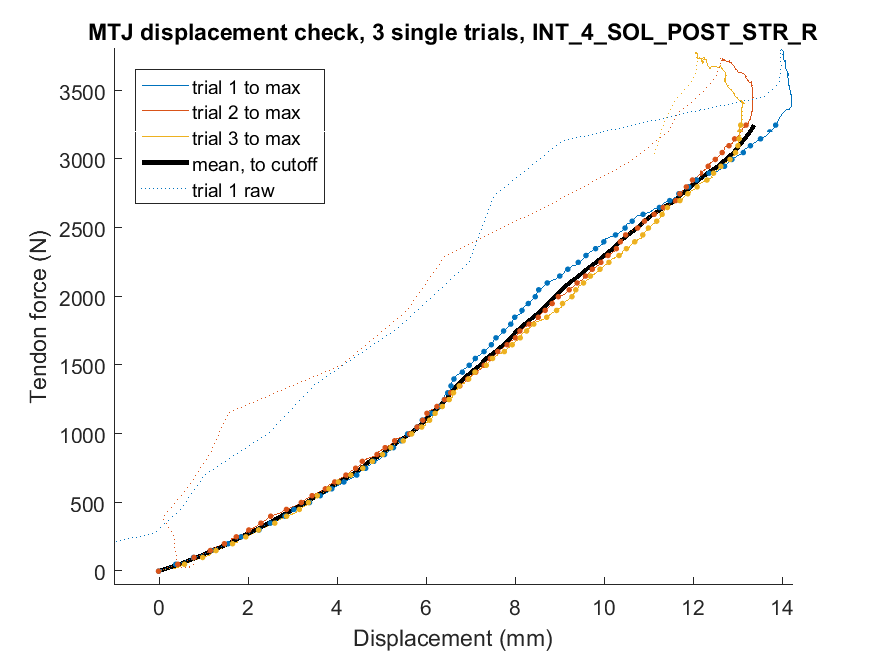 MTJ displacement check, 3 single trials, INT_4_SOL_POST_STR_R
trial 1 to max
trial 2 to max
trial 3 to max
mean, to cutoff
trial 1 raw
Tendon force (N)
3500
3000
2500
2000
1500
1000
500
0
0 2 4 6 8 10 12 14
Displacement (mm)